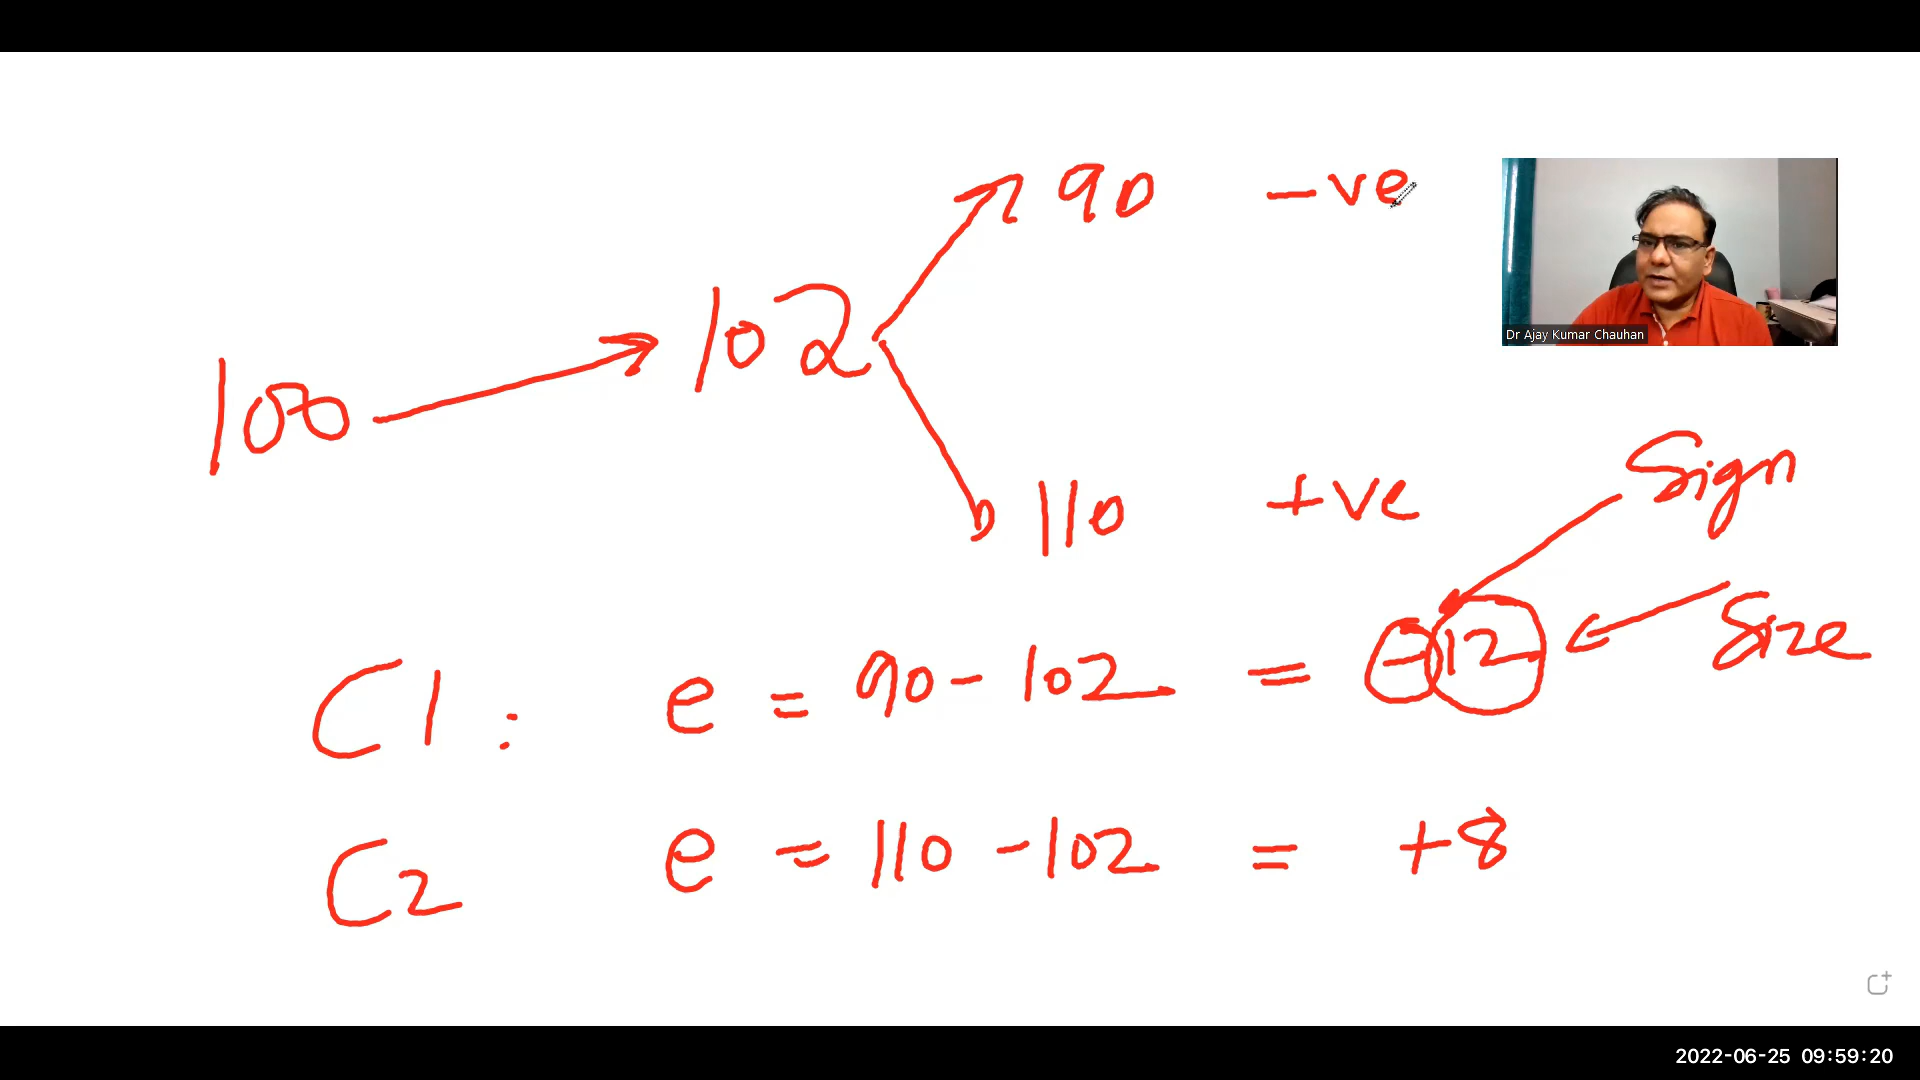 90 -ve
Dr Ajay Kumar Chauhan
102
100
110 +ve
Sign
Size
C1 : e = 90 - 102 = -12
C2 e = 110 - 102 = +8
2022-06-25 09:59:20